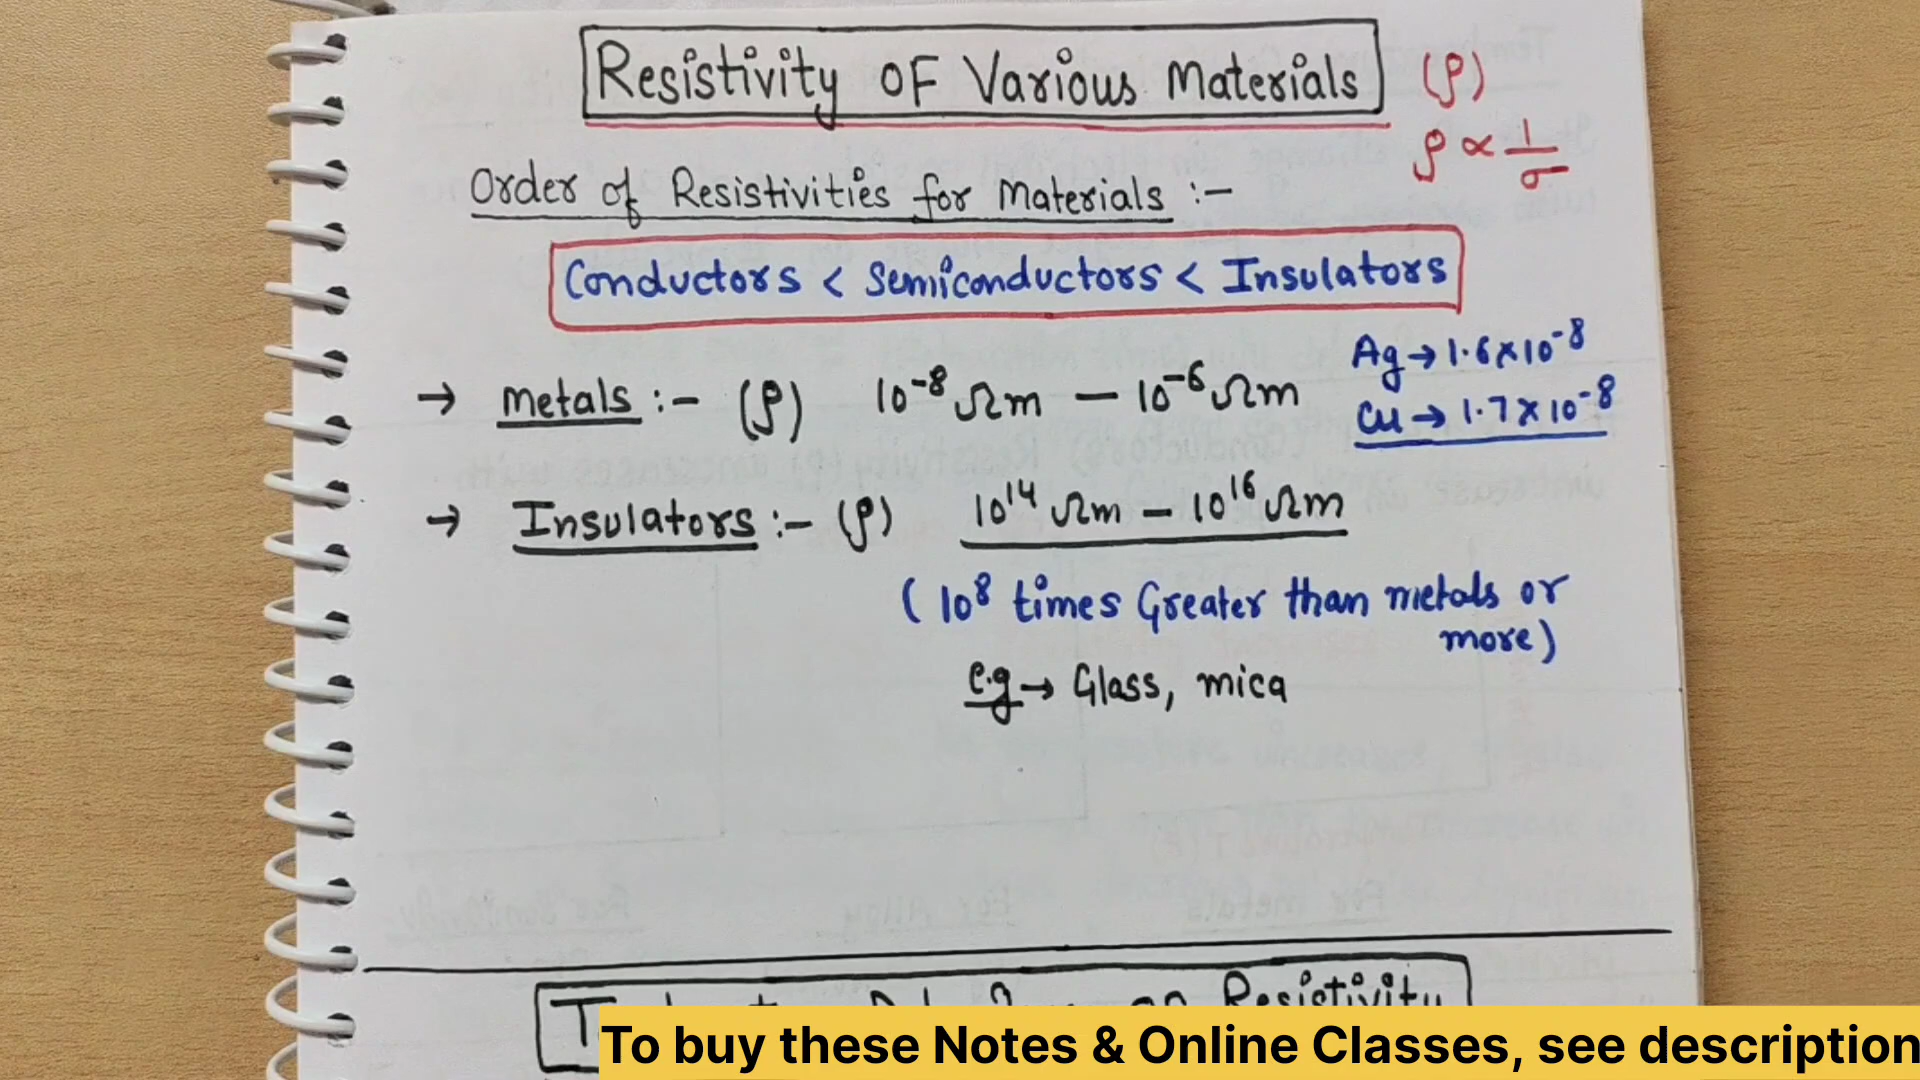 Resistivity OF Various Materials (ρ)
ρ ∝ 1/σ
Order of Resistivities for Materials :-
Conductors < Semiconductors < Insulators
→ Metals :- (ρ) 10⁻⁸ Ωm — 10⁻⁶ Ωm
Ag → 1.6×10⁻⁸
Cu → 1.7×10⁻⁸
→ Insulators :- (ρ) 10¹⁴ Ωm — 10¹⁶ Ωm
(10⁸ times Greater than metals or
more)
e.g → Glass, mica
Resistivity
To buy these Notes & Online Classes, see description